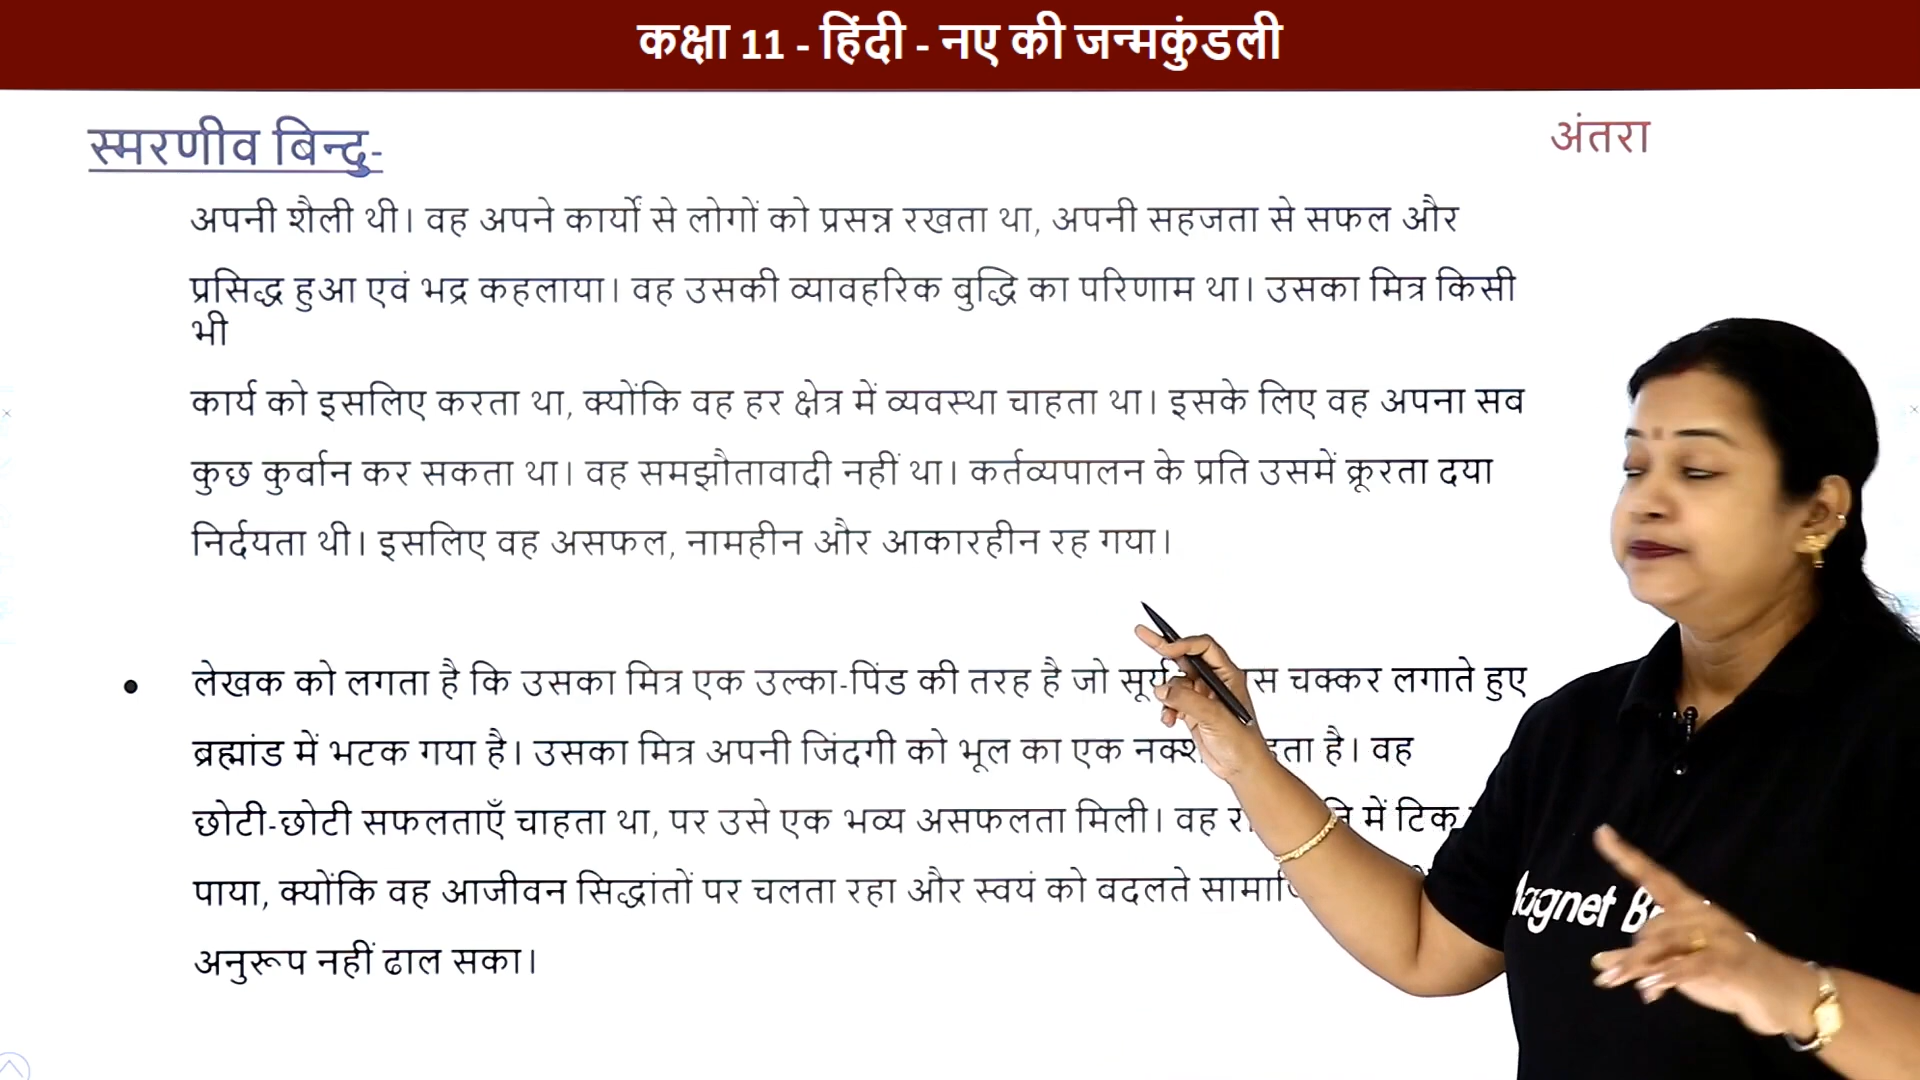 कक्षा 11 - हिंदी - नए की जन्मकुंडली
स्मरणीव बिन्दु-
अंतरा
अपनी शैली थी। वह अपने कार्यों से लोगों को प्रसन्न रखता था, अपनी सहजता से सफल और
प्रसिद्ध हुआ एवं भद्र कहलाया। वह उसकी व्यावहरिक बुद्धि का परिणाम था। उसका मित्र किसी
भी
कार्य को इसलिए करता था, क्योंकि वह हर क्षेत्र में व्यवस्था चाहता था। इसके लिए वह अपना सब
कुछ कुर्बान कर सकता था। वह समझौतावादी नहीं था। कर्तव्यपालन के प्रति उसमें क्रूरता दया
निर्दयता थी। इसलिए वह असफल, नामहीन और आकारहीन रह गया।
लेखक को लगता है कि उसका मित्र एक उल्का-पिंड की तरह है जो सूर्य चक्कर लगाते हुए
ब्रह्मांड में भटक गया है। उसका मित्र अपनी जिंदगी को भूल का एक है। वह
छोटी-छोटी सफलताएँ चाहता था, पर उसे एक भव्य असफलता मिली। वह में टिक
पाया, क्योंकि वह आजीवन सिद्धांतों पर चलता रहा और स्वयं को वदलते
अनुरूप नहीं ढाल सका।